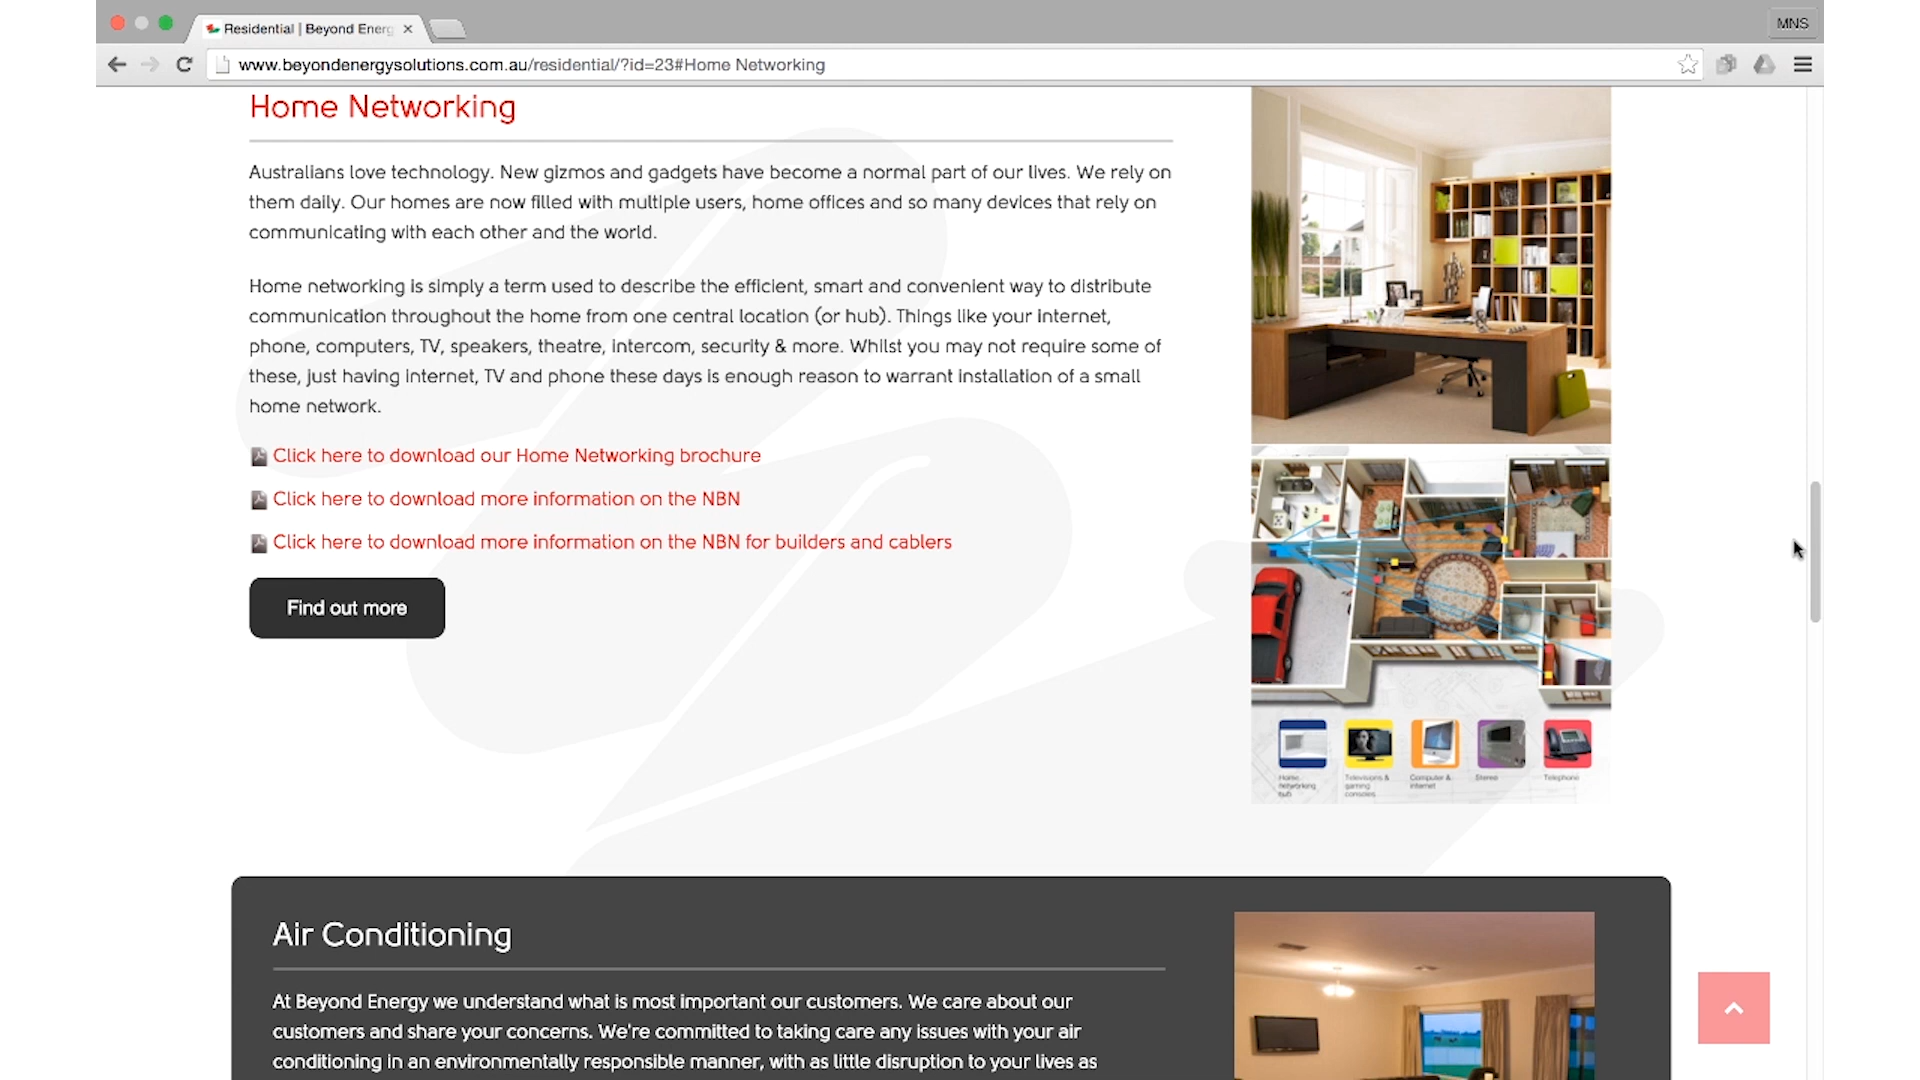 Residential | Beyond Energ
MNS
www.beyondenergysolutions.com.au/residential/?id=23#Home Networking
Home Networking
Australians love technology. New gizmos and gadgets have become a normal part of our lives. We rely on
them daily. Our homes are now filled with multiple users, home offices and so many devices that rely on
communicating with each other and the world.
Home networking is simply a term used to describe the efficient, smart and convenient way to distribute
communication throughout the home from one central location (or hub). Things like your internet,
phone, computers, TV, speakers, theatre, intercom, security & more. Whilst you may not require some of
these, just having internet, TV and phone these days is enough reason to warrant installation of a small
home network.
Click here to download our Home Networking brochure
Click here to download more information on the NBN
Click here to download more information on the NBN for builders and cablers
Find out more
Home
networking
hub
Televisions &
gaming
consoles
Computer &
internet
Stereo
Telephone
Air Conditioning
At Beyond Energy we understand what is most important our customers. We care about our
customers and share your concerns. We're committed to taking care any issues with your air
conditioning in an environmentally responsible manner, with as little disruption to your lives as